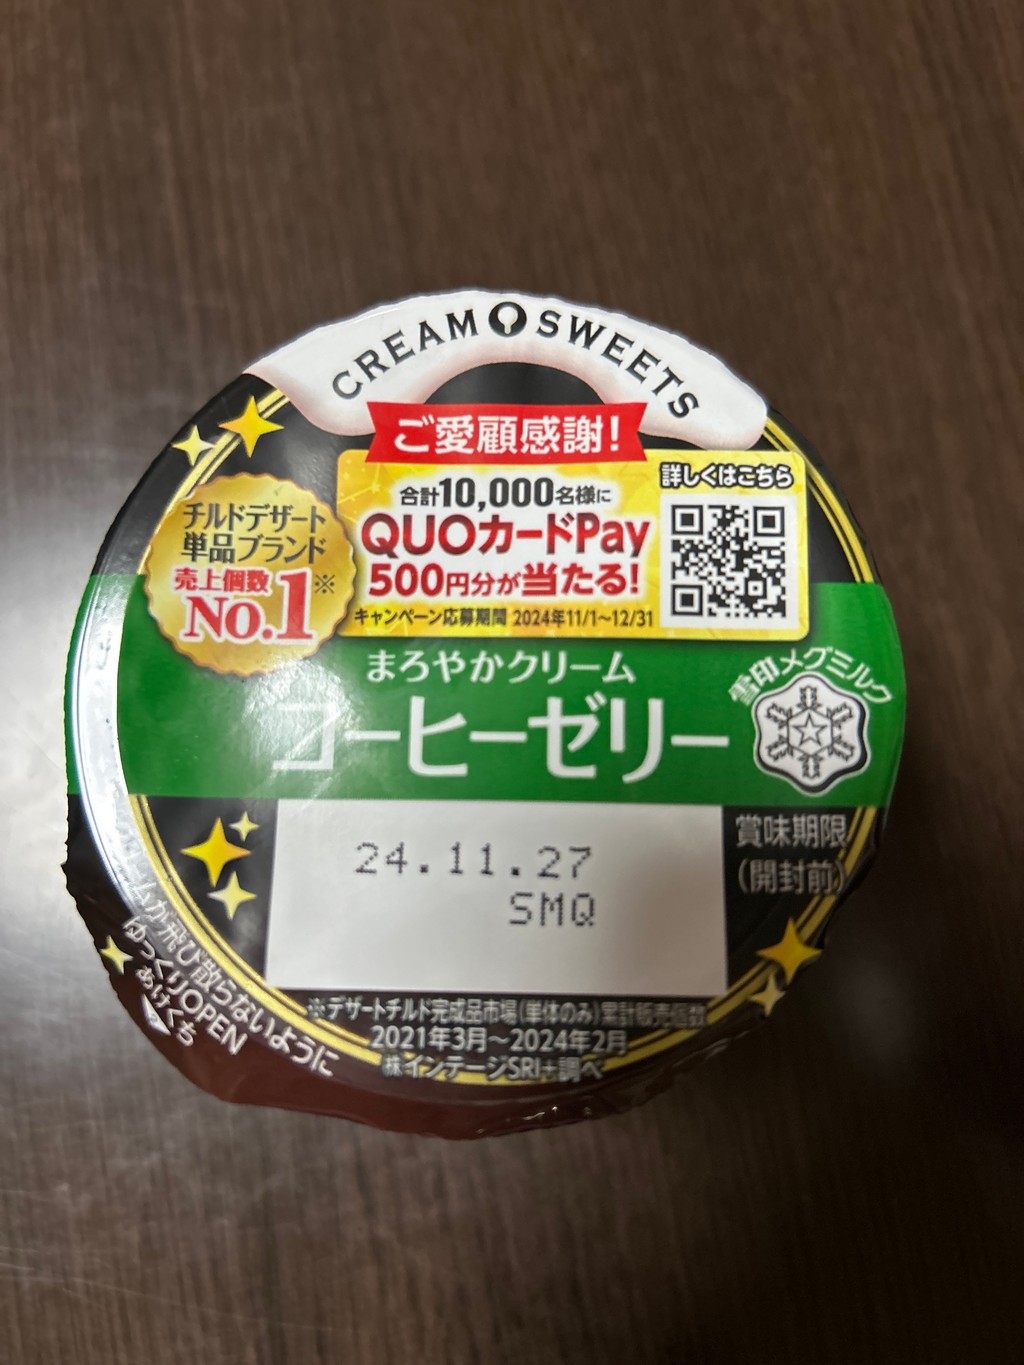 CREAM SWEETS
ご愛顧感謝!
合計10,000名様に
QUOカードPay
500円分が当たる!
キャンペーン応募期間 2024年11/1~12/31
詳しくはこちら
チルドデザート
単品ブランド
売上個数
No.1※
まろやかクリーム
コーヒーゼリー
雪印メグミルク
24.11.27
SMQ
賞味期限
(開封前)
クリームが飛び散らないように
ゆっくりOPEN
あけくち
※デザートチルド完成品市場(単体のみ)累計販売個数
2021年3月~2024年2月
㈱インテージSRI+調べ